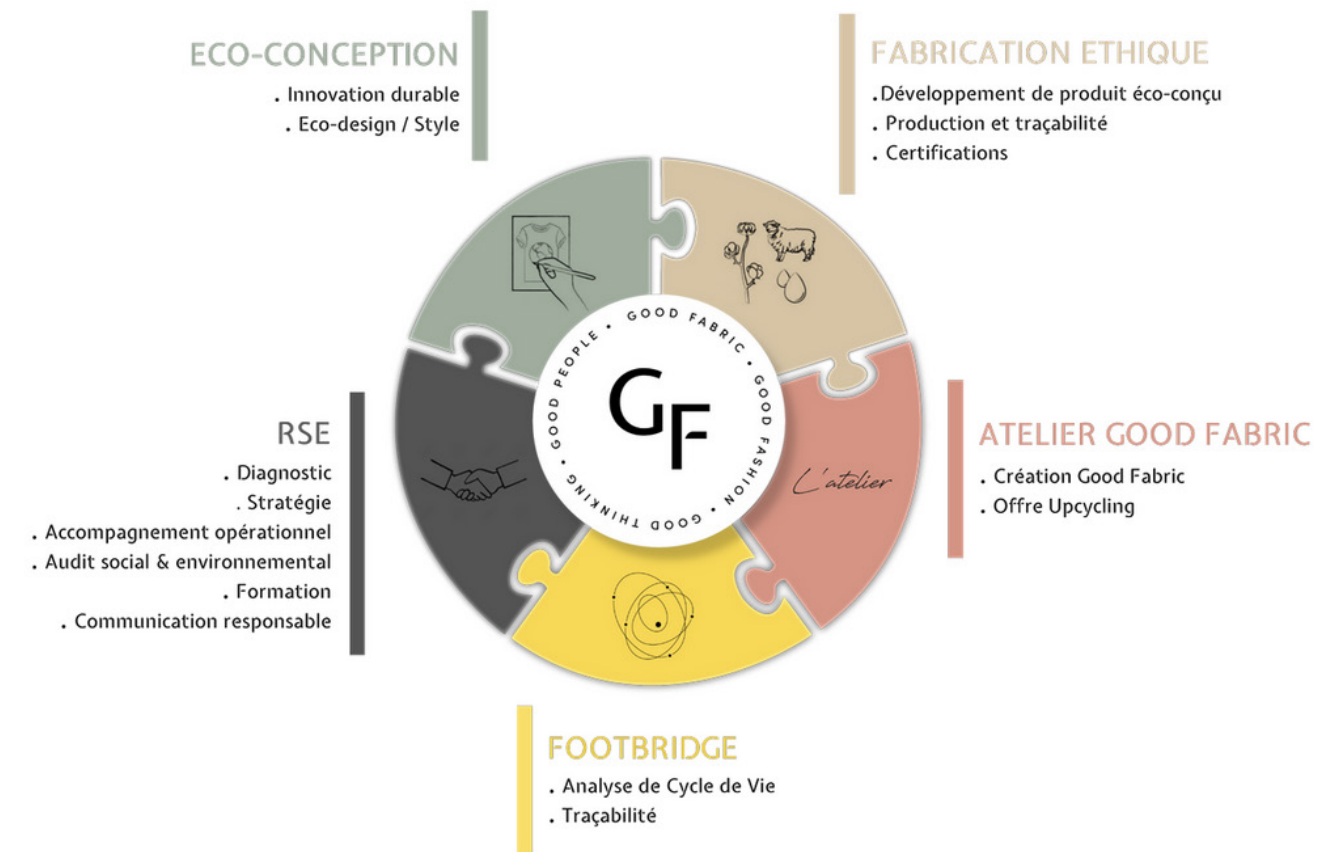 ECO-CONCEPTION
. Innovation durable
. Eco-design / Style
FABRICATION ETHIQUE
.Développement de produit éco-conçu
. Production et traçabilité
. Certifications
GOOD FABRIC • GOOD FASHION • GOOD THINKING • GOOD PEOPLE •
GF
RSE
. Diagnostic
. Stratégie
. Accompagnement opérationnel
. Audit social & environnemental
. Formation
. Communication responsable
L'atelier
ATELIER GOOD FABRIC
. Création Good Fabric
. Offre Upcycling
FOOTBRIDGE
. Analyse de Cycle de Vie
. Traçabilité